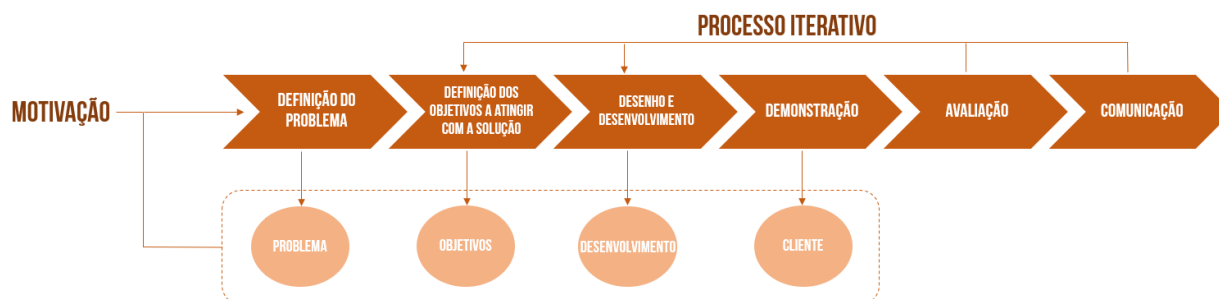 PROCESSO ITERATIVO
MOTIVAÇÃO
DEFINIÇÃO DO
PROBLEMA
DEFINIÇÃO DOS
OBJETIVOS A ATINGIR
COM A SOLUÇÃO
DESENHO E
DESENVOLVIMENTO
DEMONSTRAÇÃO
AVALIAÇÃO
COMUNICAÇÃO
PROBLEMA
OBJETIVOS
DESENVOLVIMENTO
CLIENTE